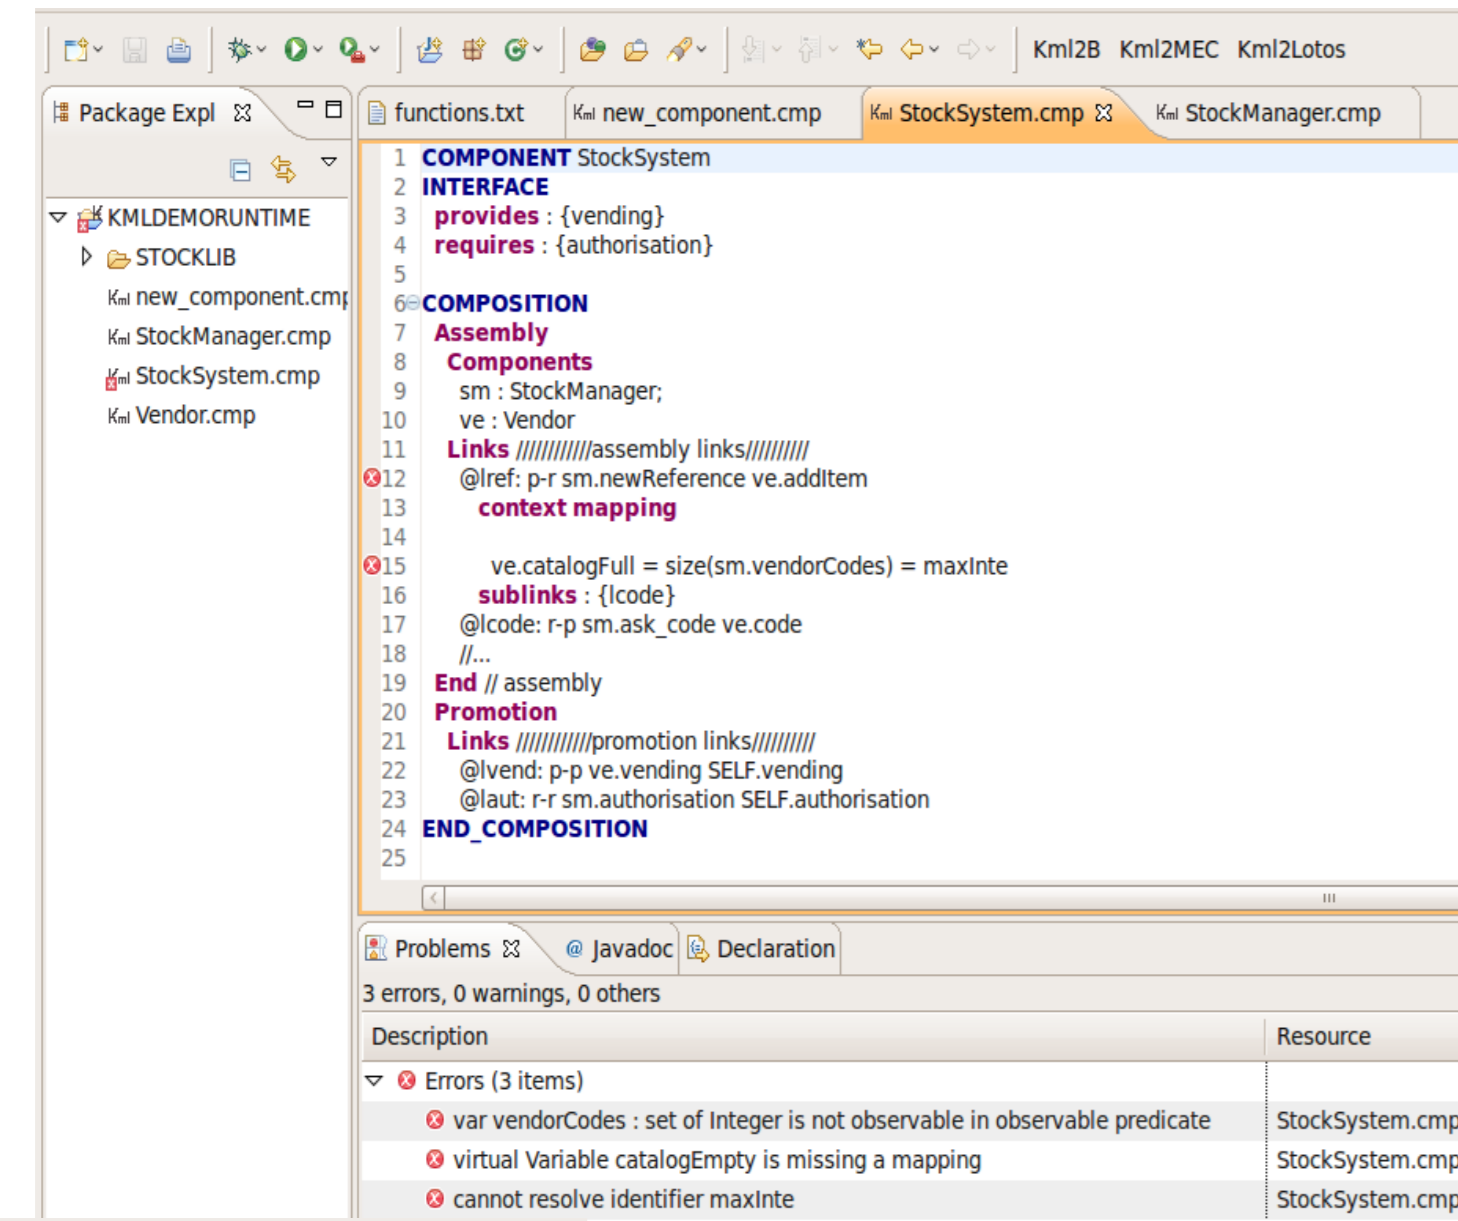 Kml2B Kml2MEC Kml2Lotos
Package Expl
functions.txt
Kml new_component.cmp
Kml StockSystem.cmp
Kml StockManager.cmp
KMLDEMORUNTIME
STOCKLIB
Kml new_component.cmp
Kml StockManager.cmp
Kml StockSystem.cmp
Kml Vendor.cmp
1 COMPONENT StockSystem
2 INTERFACE
3 provides : {vending}
4 requires : {authorisation}
5
6 COMPOSITION
7 Assembly
8 Components
9 sm : StockManager;
10 ve : Vendor
11 Links ////////////assembly links//////////
12 @lref: p-r sm.newReference ve.addItem
13 context mapping
14
15 ve.catalogFull = size(sm.vendorCodes) = maxInte
16 sublinks : {lcode}
17 @lcode: r-p sm.ask_code ve.code
18 //...
19 End // assembly
20 Promotion
21 Links ////////////promotion links//////////
22 @lvend: p-p ve.vending SELF.vending
23 @laut: r-r sm.authorisation SELF.authorisation
24 END_COMPOSITION
25
Problems
@ Javadoc
Declaration
3 errors, 0 warnings, 0 others
Description Resource
Errors (3 items)
var vendorCodes : set of Integer is not observable in observable predicate StockSystem.cmp
virtual Variable catalogEmpty is missing a mapping StockSystem.cmp
cannot resolve identifier maxInte StockSystem.cmp